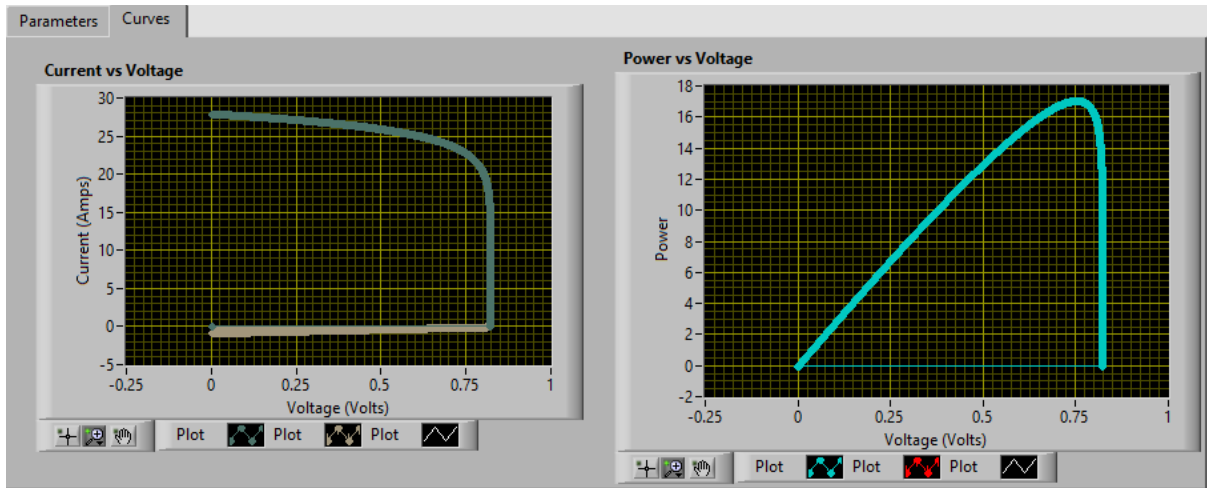 Parameters
Curves
Current vs Voltage
30
25
20
15
10
5
0
-5
Current (Amps)
-0.25
0
0.25
0.5
0.75
1
Voltage (Volts)
Plot
Plot
Plot
Power vs Voltage
18
16
14
12
10
8
6
4
2
0
-2
Power
-0.25
0
0.25
0.5
0.75
1
Voltage (Volts)
Plot
Plot
Plot